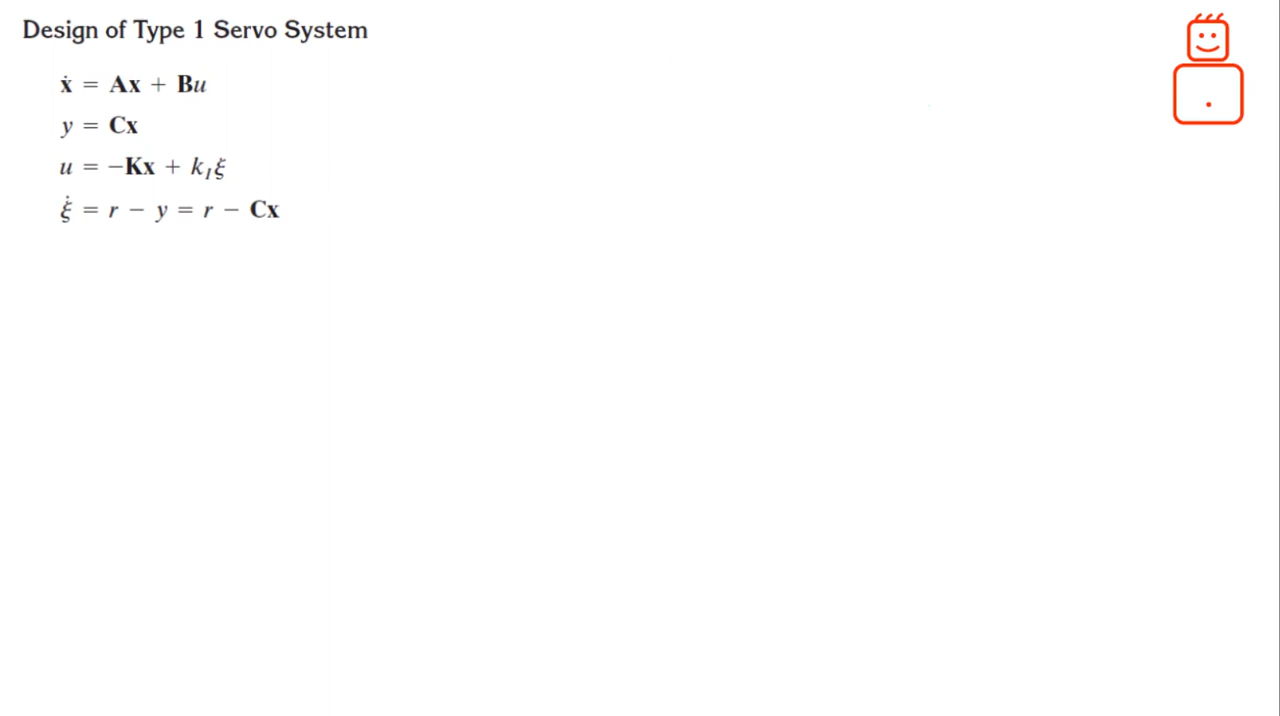 Design of Type 1 Servo System
ẋ = Ax + Bu
y = Cx
u = −Kx + k_I ξ
ξ̇ = r − y = r − Cx